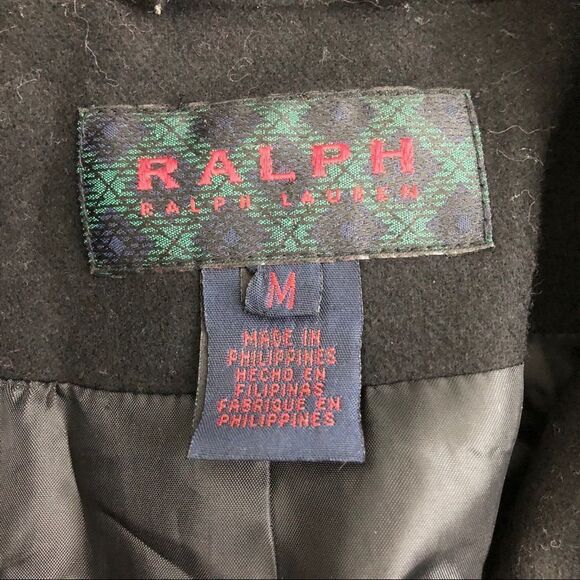 RALPH
RALPH LAUREN
M
MADE IN
PHILIPPINES
HECHO EN
FILIPINAS
FABRIQUE EN
PHILIPPINES